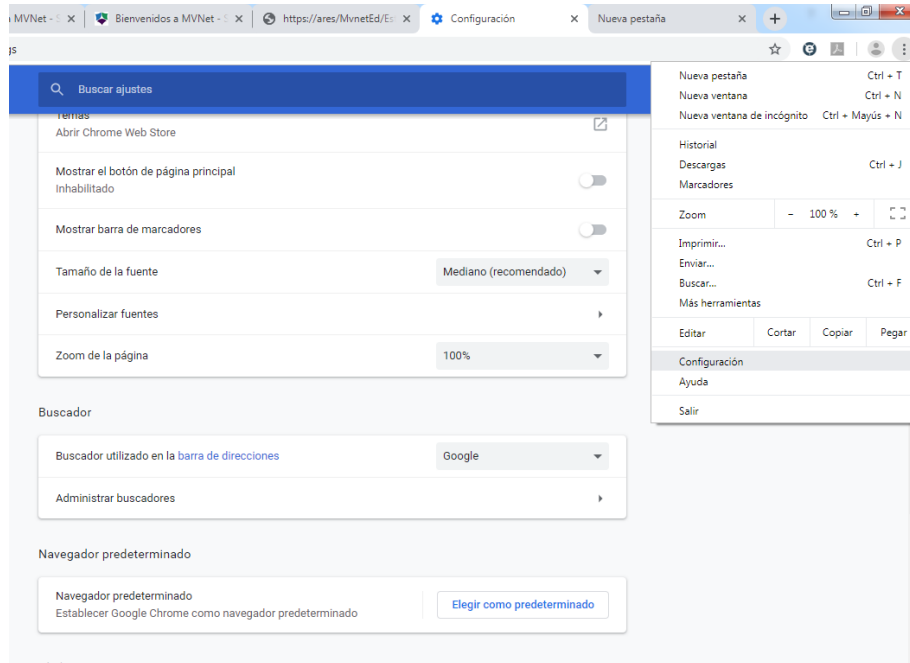 MVNet - S
Bienvenidos a MVNet - S
https://ares/MvnetEd/Es
Configuración
Nueva pestaña
gs
Buscar ajustes
Temas
Abrir Chrome Web Store
Mostrar el botón de página principal
Inhabilitado
Mostrar barra de marcadores
Tamaño de la fuente
Mediano (recomendado)
Personalizar fuentes
Zoom de la página
100%
Buscador
Buscador utilizado en la barra de direcciones
Google
Administrar buscadores
Navegador predeterminado
Navegador predeterminado
Establecer Google Chrome como navegador predeterminado
Elegir como predeterminado
Nueva pestaña Ctrl + T
Nueva ventana Ctrl + N
Nueva ventana de incógnito Ctrl + Mayús + N
Historial
Descargas Ctrl + J
Marcadores
Zoom - 100 % +
Imprimir... Ctrl + P
Enviar...
Buscar... Ctrl + F
Más herramientas
Editar Cortar Copiar Pegar
Configuración
Ayuda
Salir